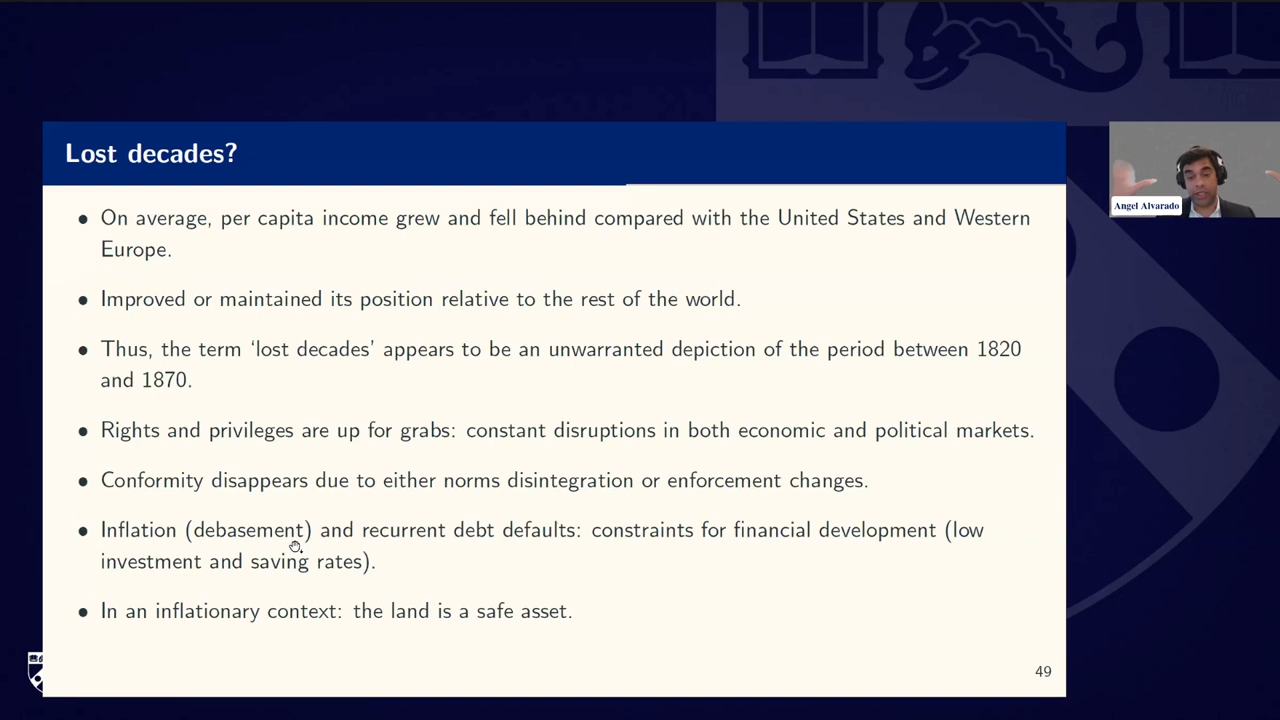 Lost decades?
• On average, per capita income grew and fell behind compared with the United States and Western
Europe.
• Improved or maintained its position relative to the rest of the world.
• Thus, the term ‘lost decades’ appears to be an unwarranted depiction of the period between 1820
and 1870.
• Rights and privileges are up for grabs: constant disruptions in both economic and political markets.
• Conformity disappears due to either norms disintegration or enforcement changes.
• Inflation (debasement) and recurrent debt defaults: constraints for financial development (low
investment and saving rates).
• In an inflationary context: the land is a safe asset.
49
Angel Alvarado